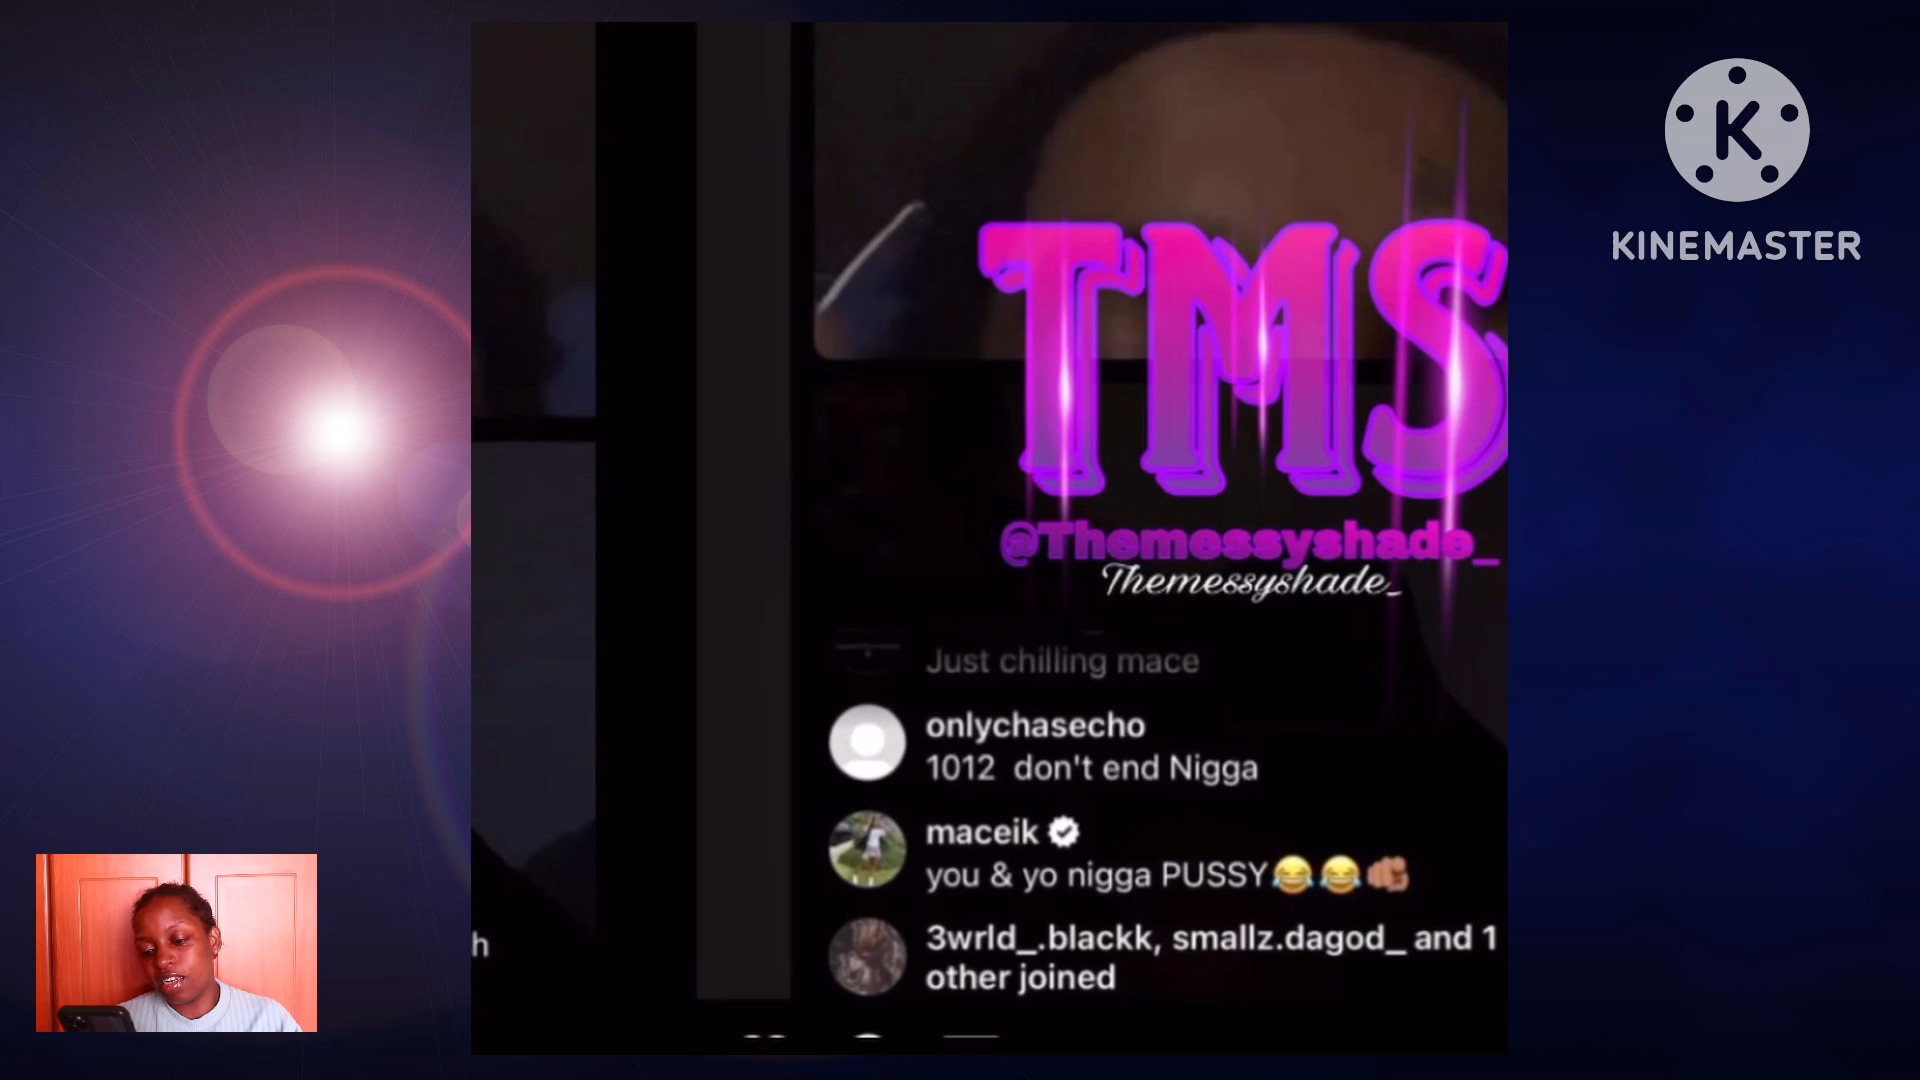 K
KINEMASTER
TMS
@Themessyshade_
Themessyshade_
Just chilling mace
onlychasecho
1012 don't end Nigga
maceik
you & yo nigga PUSSY😂😂🫵🏽
h
3wrld_.blackk, smallz.dagod_ and 1
other joined